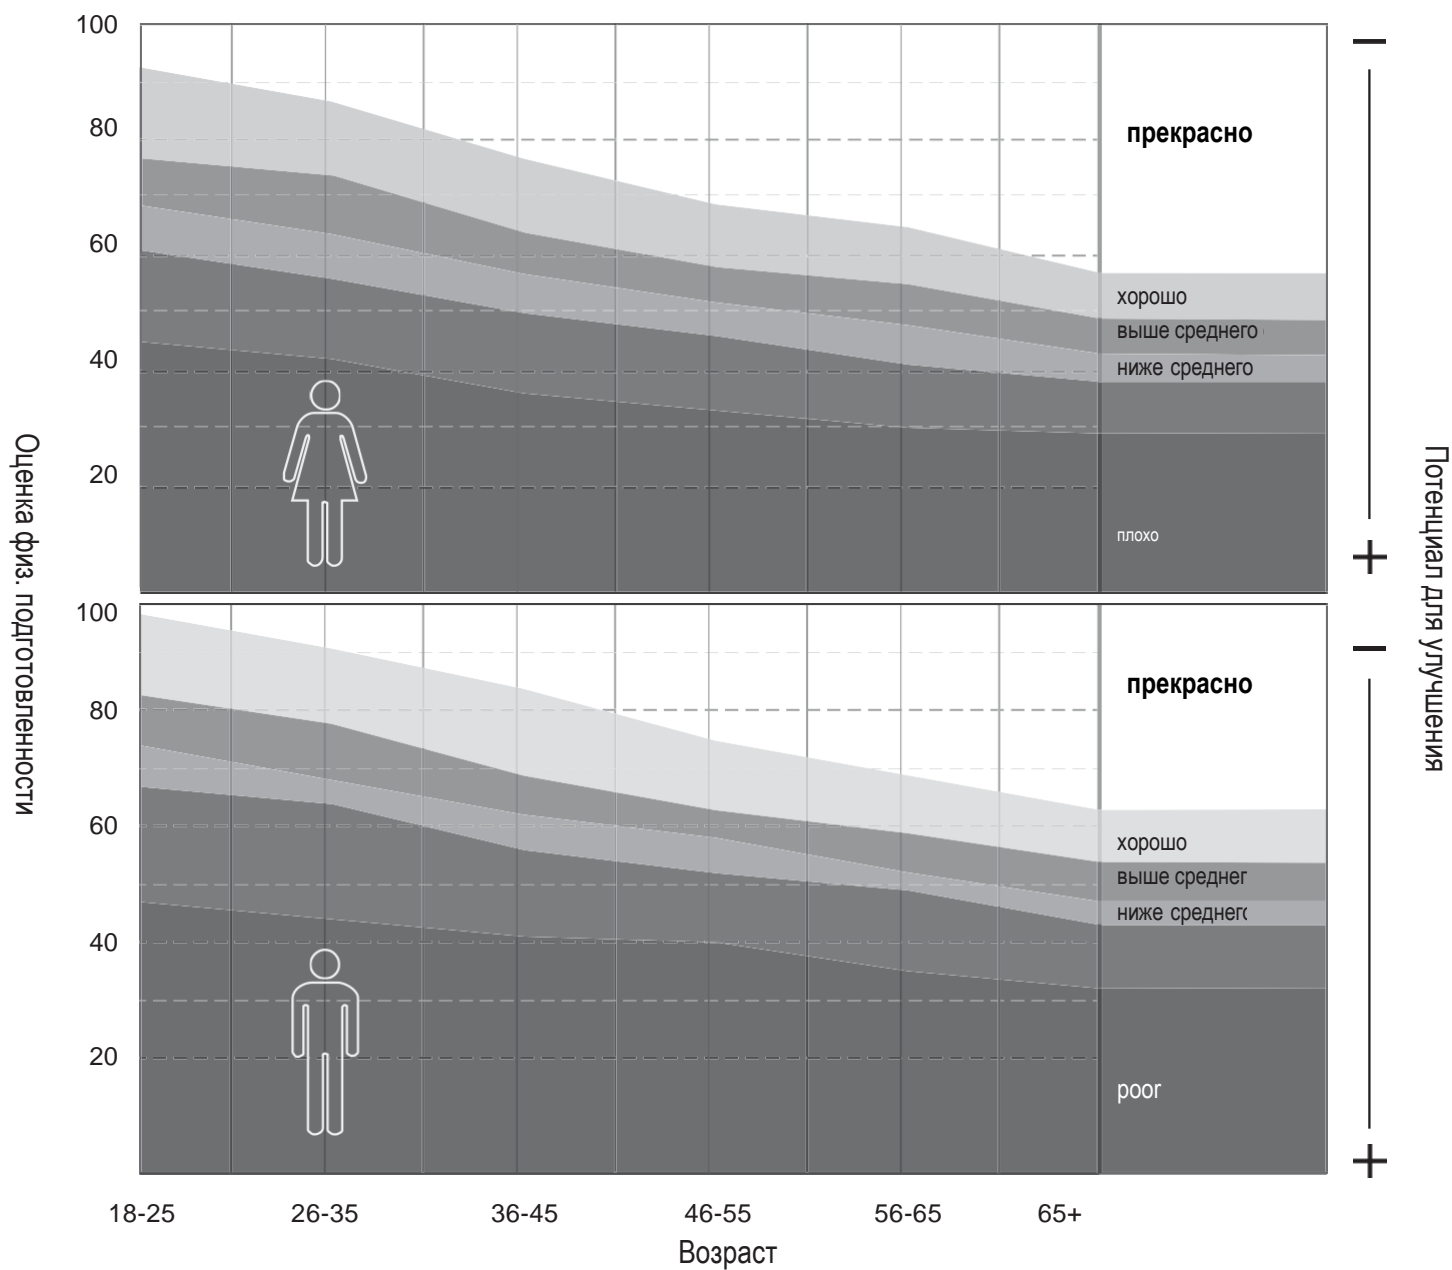 100
80
60
40
20
прекрасно
хорошо
выше среднего
ниже среднего
плохо
100
80
60
40
20
прекрасно
хорошо
выше среднег
ниже среднего
poor
18-25
26-35
36-45
46-55
56-65
65+
Возраст
Оценка физ. подготовленности
Потенциал для улучшения
− +
− +